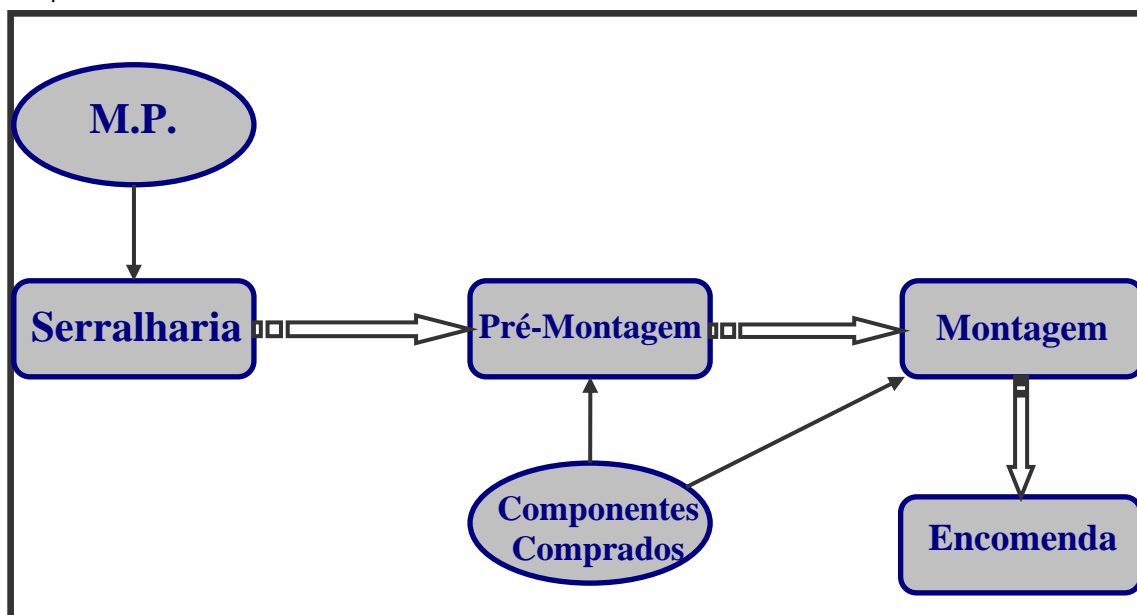 M.P.
Serralharia
Pré-Montagem
Montagem
Componentes
Comprados
Encomenda